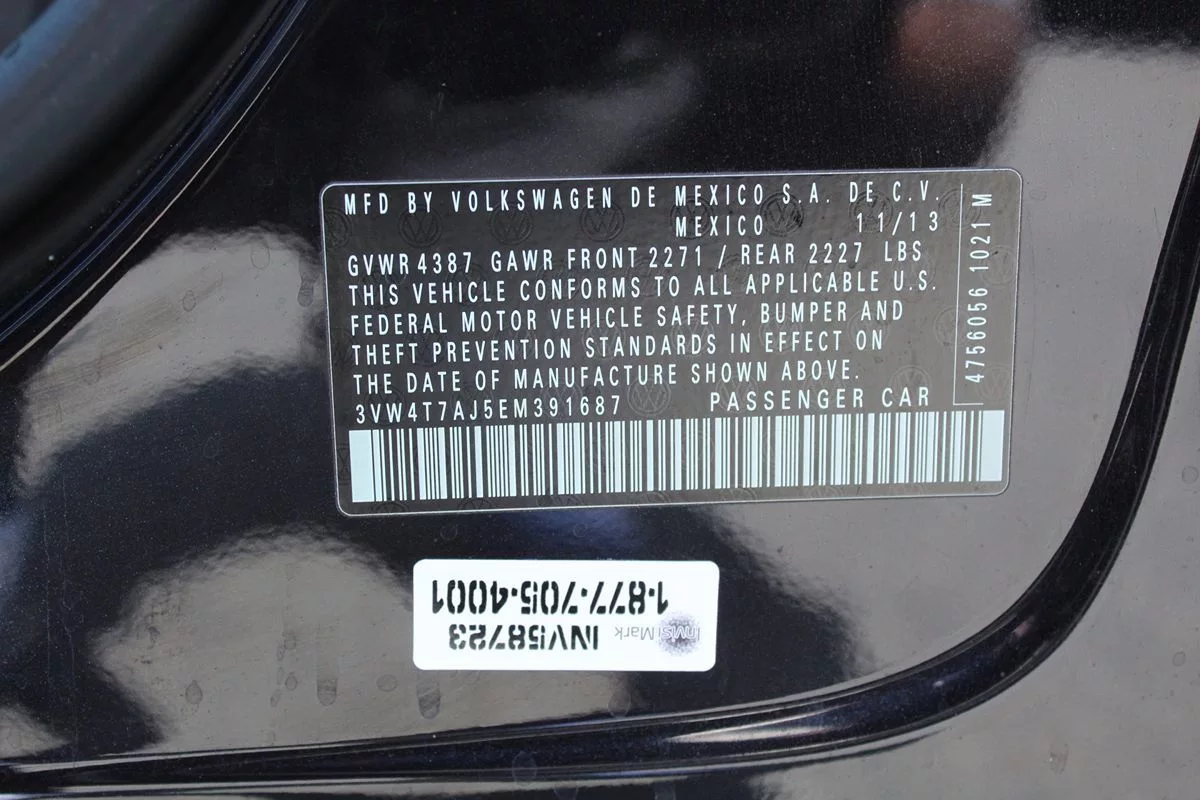 MFD BY VOLKSWAGEN DE MEXICO S.A. DE C.V.
MEXICO 11/13
GVWR 4387 GAWR FRONT 2271 / REAR 2227 LBS
THIS VEHICLE CONFORMS TO ALL APPLICABLE U.S.
FEDERAL MOTOR VEHICLE SAFETY, BUMPER AND
THEFT PREVENTION STANDARDS IN EFFECT ON
THE DATE OF MANUFACTURE SHOWN ABOVE.
3VW4T7AJ5EM391687 PASSENGER CAR
4756056 1021 M
InvisiMark INV58723
1-877-705-4001